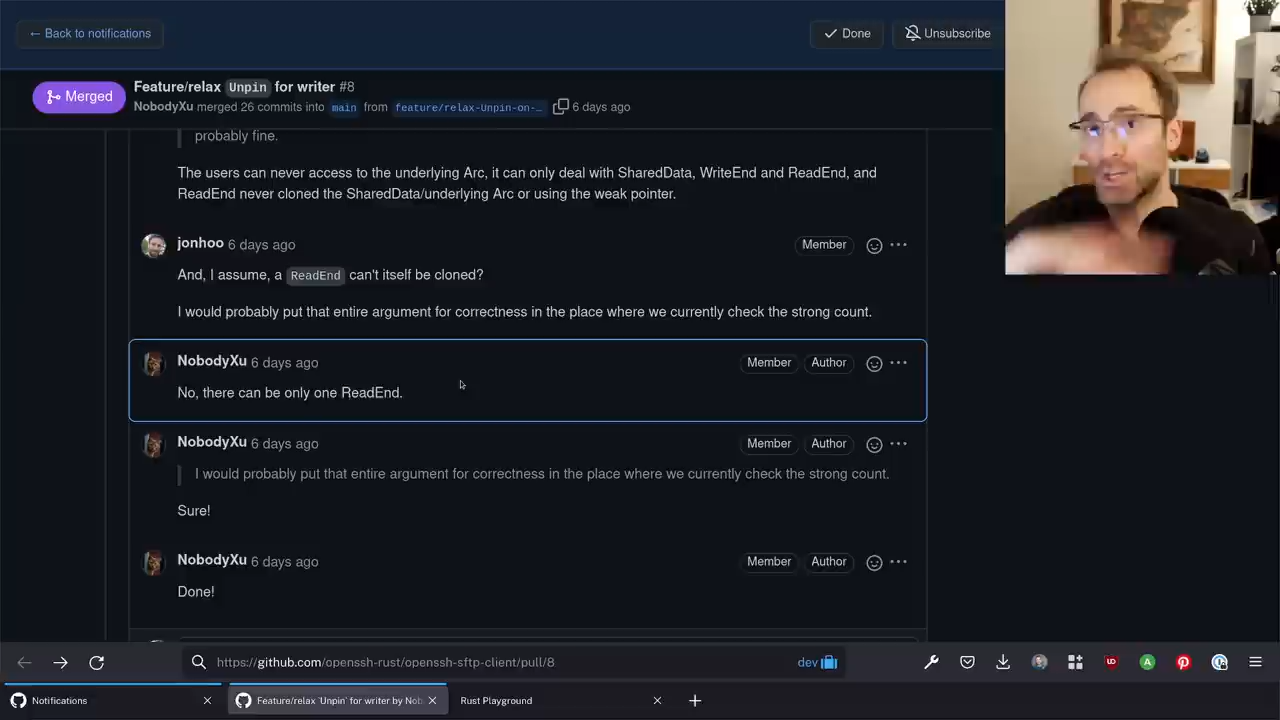 ← Back to notifications
Done
Unsubscribe
Merged
Feature/relax Unpin for writer #8
NobodyXu merged 26 commits into main from feature/relax-Unpin-on-… 6 days ago
probably fine.
The users can never access to the underlying Arc, it can only deal with SharedData, WriteEnd and ReadEnd, and
ReadEnd never cloned the SharedData/underlying Arc or using the weak pointer.
jonhoo 6 days ago
Member
And, I assume, a ReadEnd can't itself be cloned?
I would probably put that entire argument for correctness in the place where we currently check the strong count.
NobodyXu 6 days ago
Member Author
No, there can be only one ReadEnd.
NobodyXu 6 days ago
Member Author
I would probably put that entire argument for correctness in the place where we currently check the strong count.
Sure!
NobodyXu 6 days ago
Member Author
Done!
https://github.com/openssh-rust/openssh-sftp-client/pull/8
dev
Notifications
Feature/relax `Unpin` for writer by Nob
Rust Playground